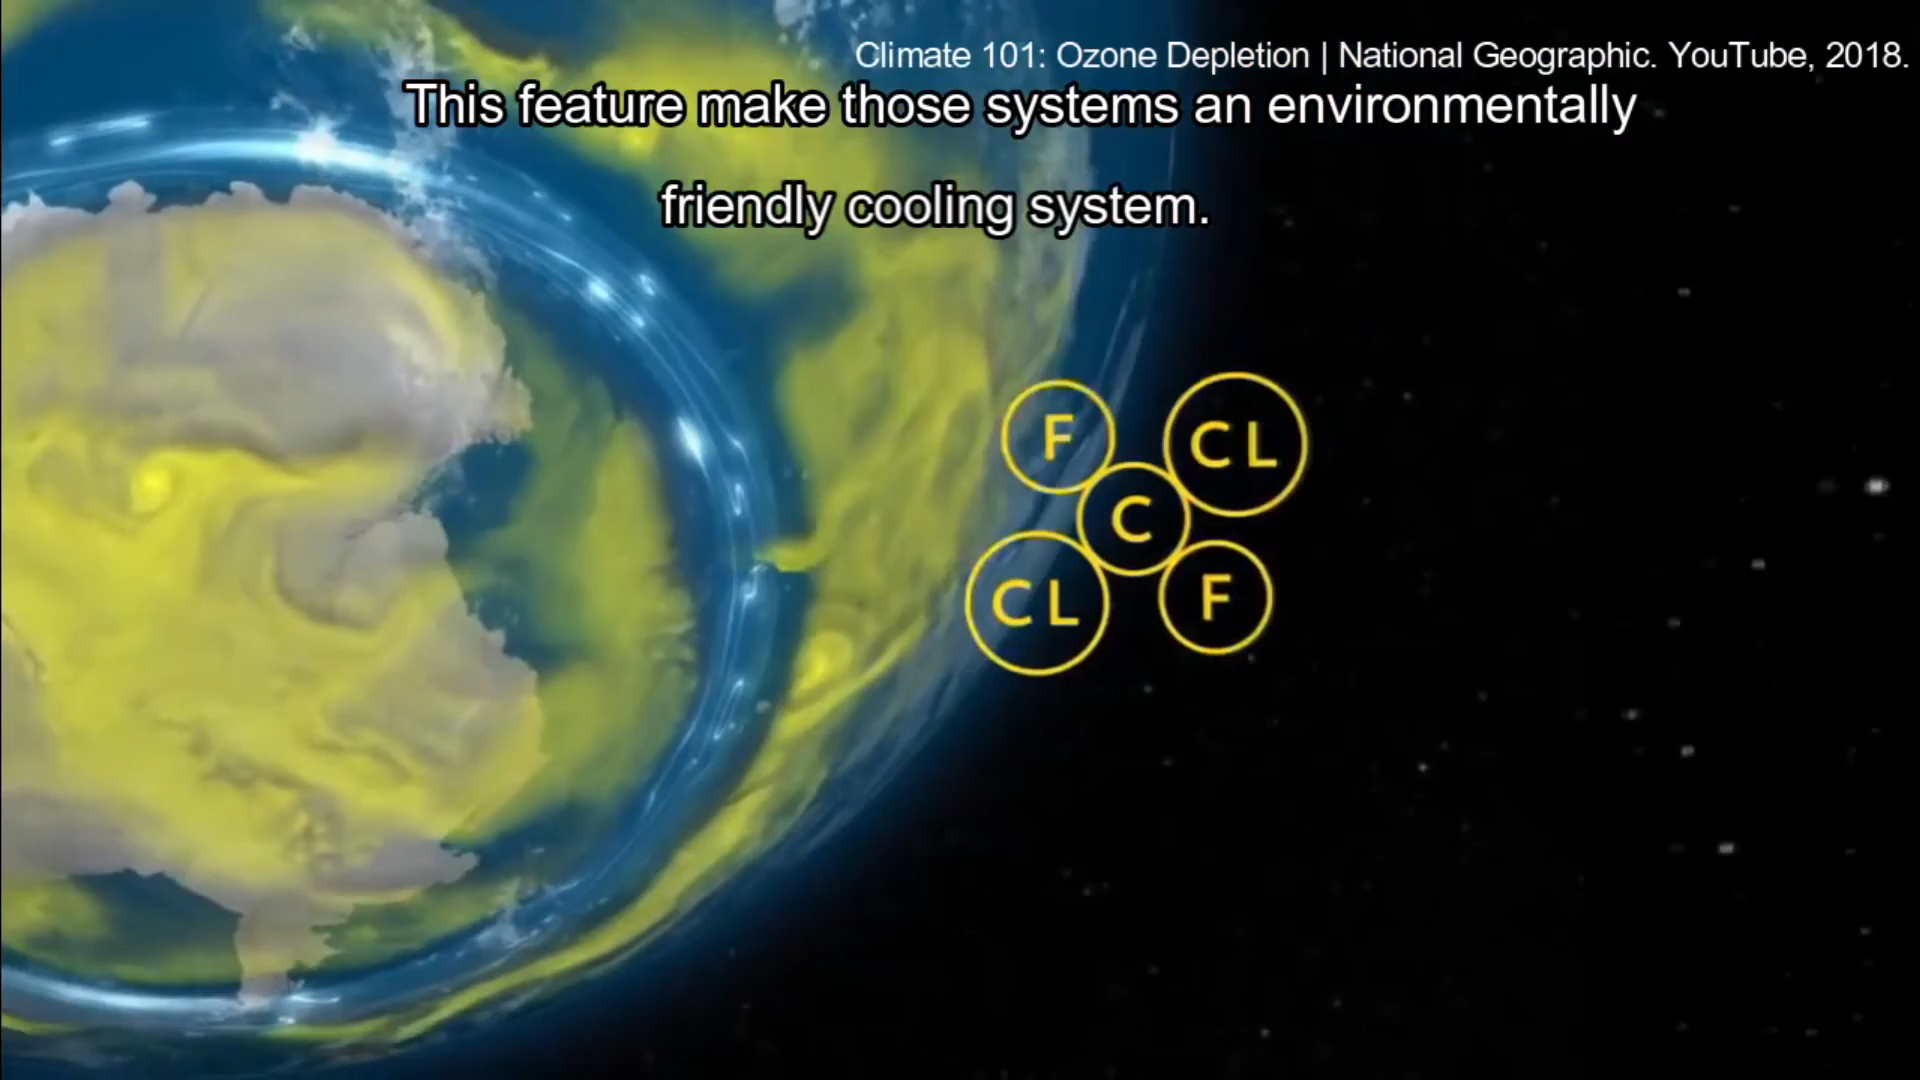 Climate 101: Ozone Depletion | National Geographic. YouTube, 2018.
This feature make those systems an environmentally
friendly cooling system.
F CL
C
CL F